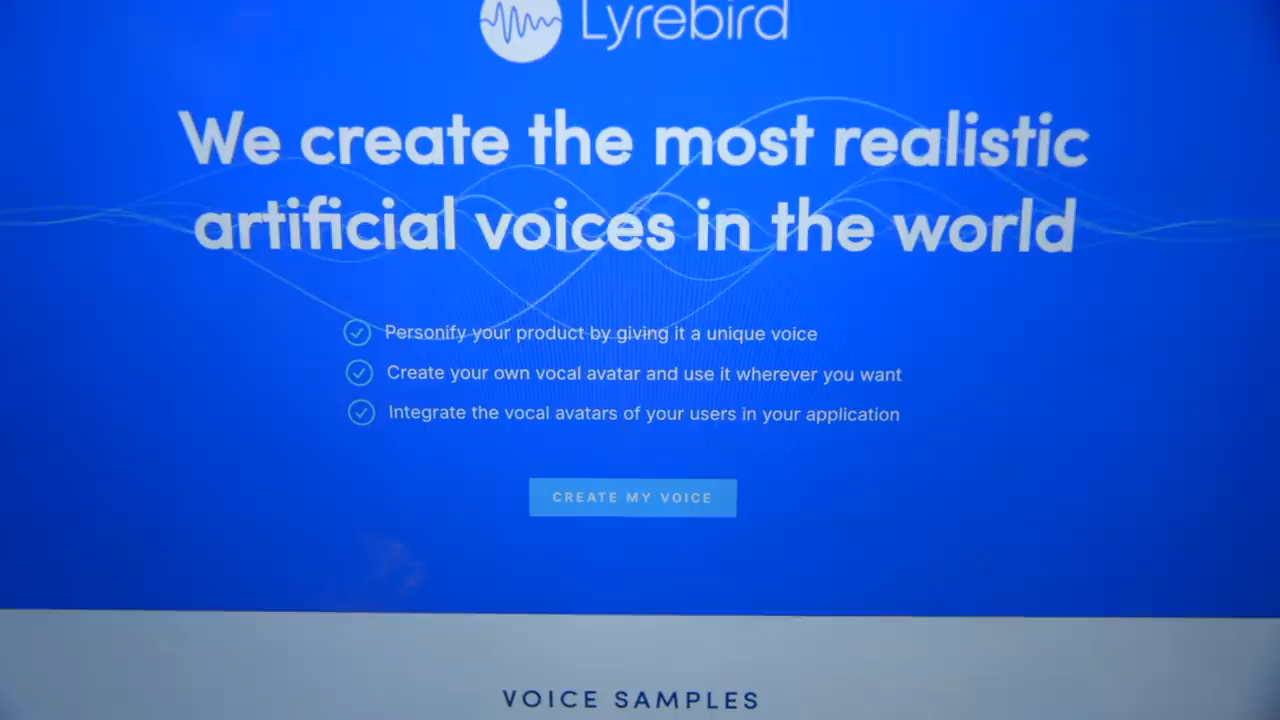 Lyrebird
We create the most realistic
artificial voices in the world
Personify your product by giving it a unique voice
Create your own vocal avatar and use it wherever you want
Integrate the vocal avatars of your users in your application
CREATE MY VOICE
VOICE SAMPLES